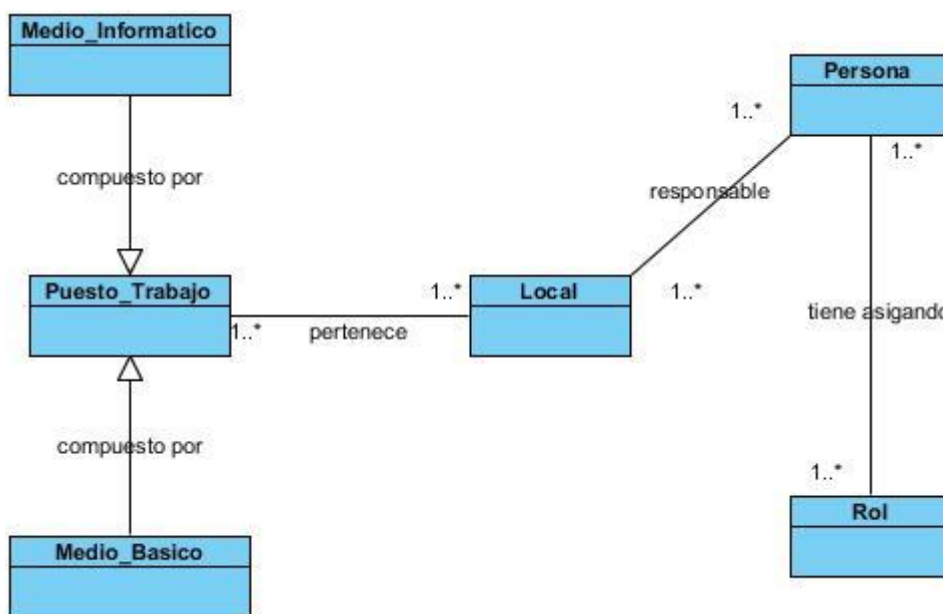 Medio_Informatico
Persona
1..*
1..*
compuesto por
responsable
Puesto_Trabajo
1..*
Local
1..*
tiene asigando
1..*
pertenece
compuesto por
1..*
Rol
Medio_Basico